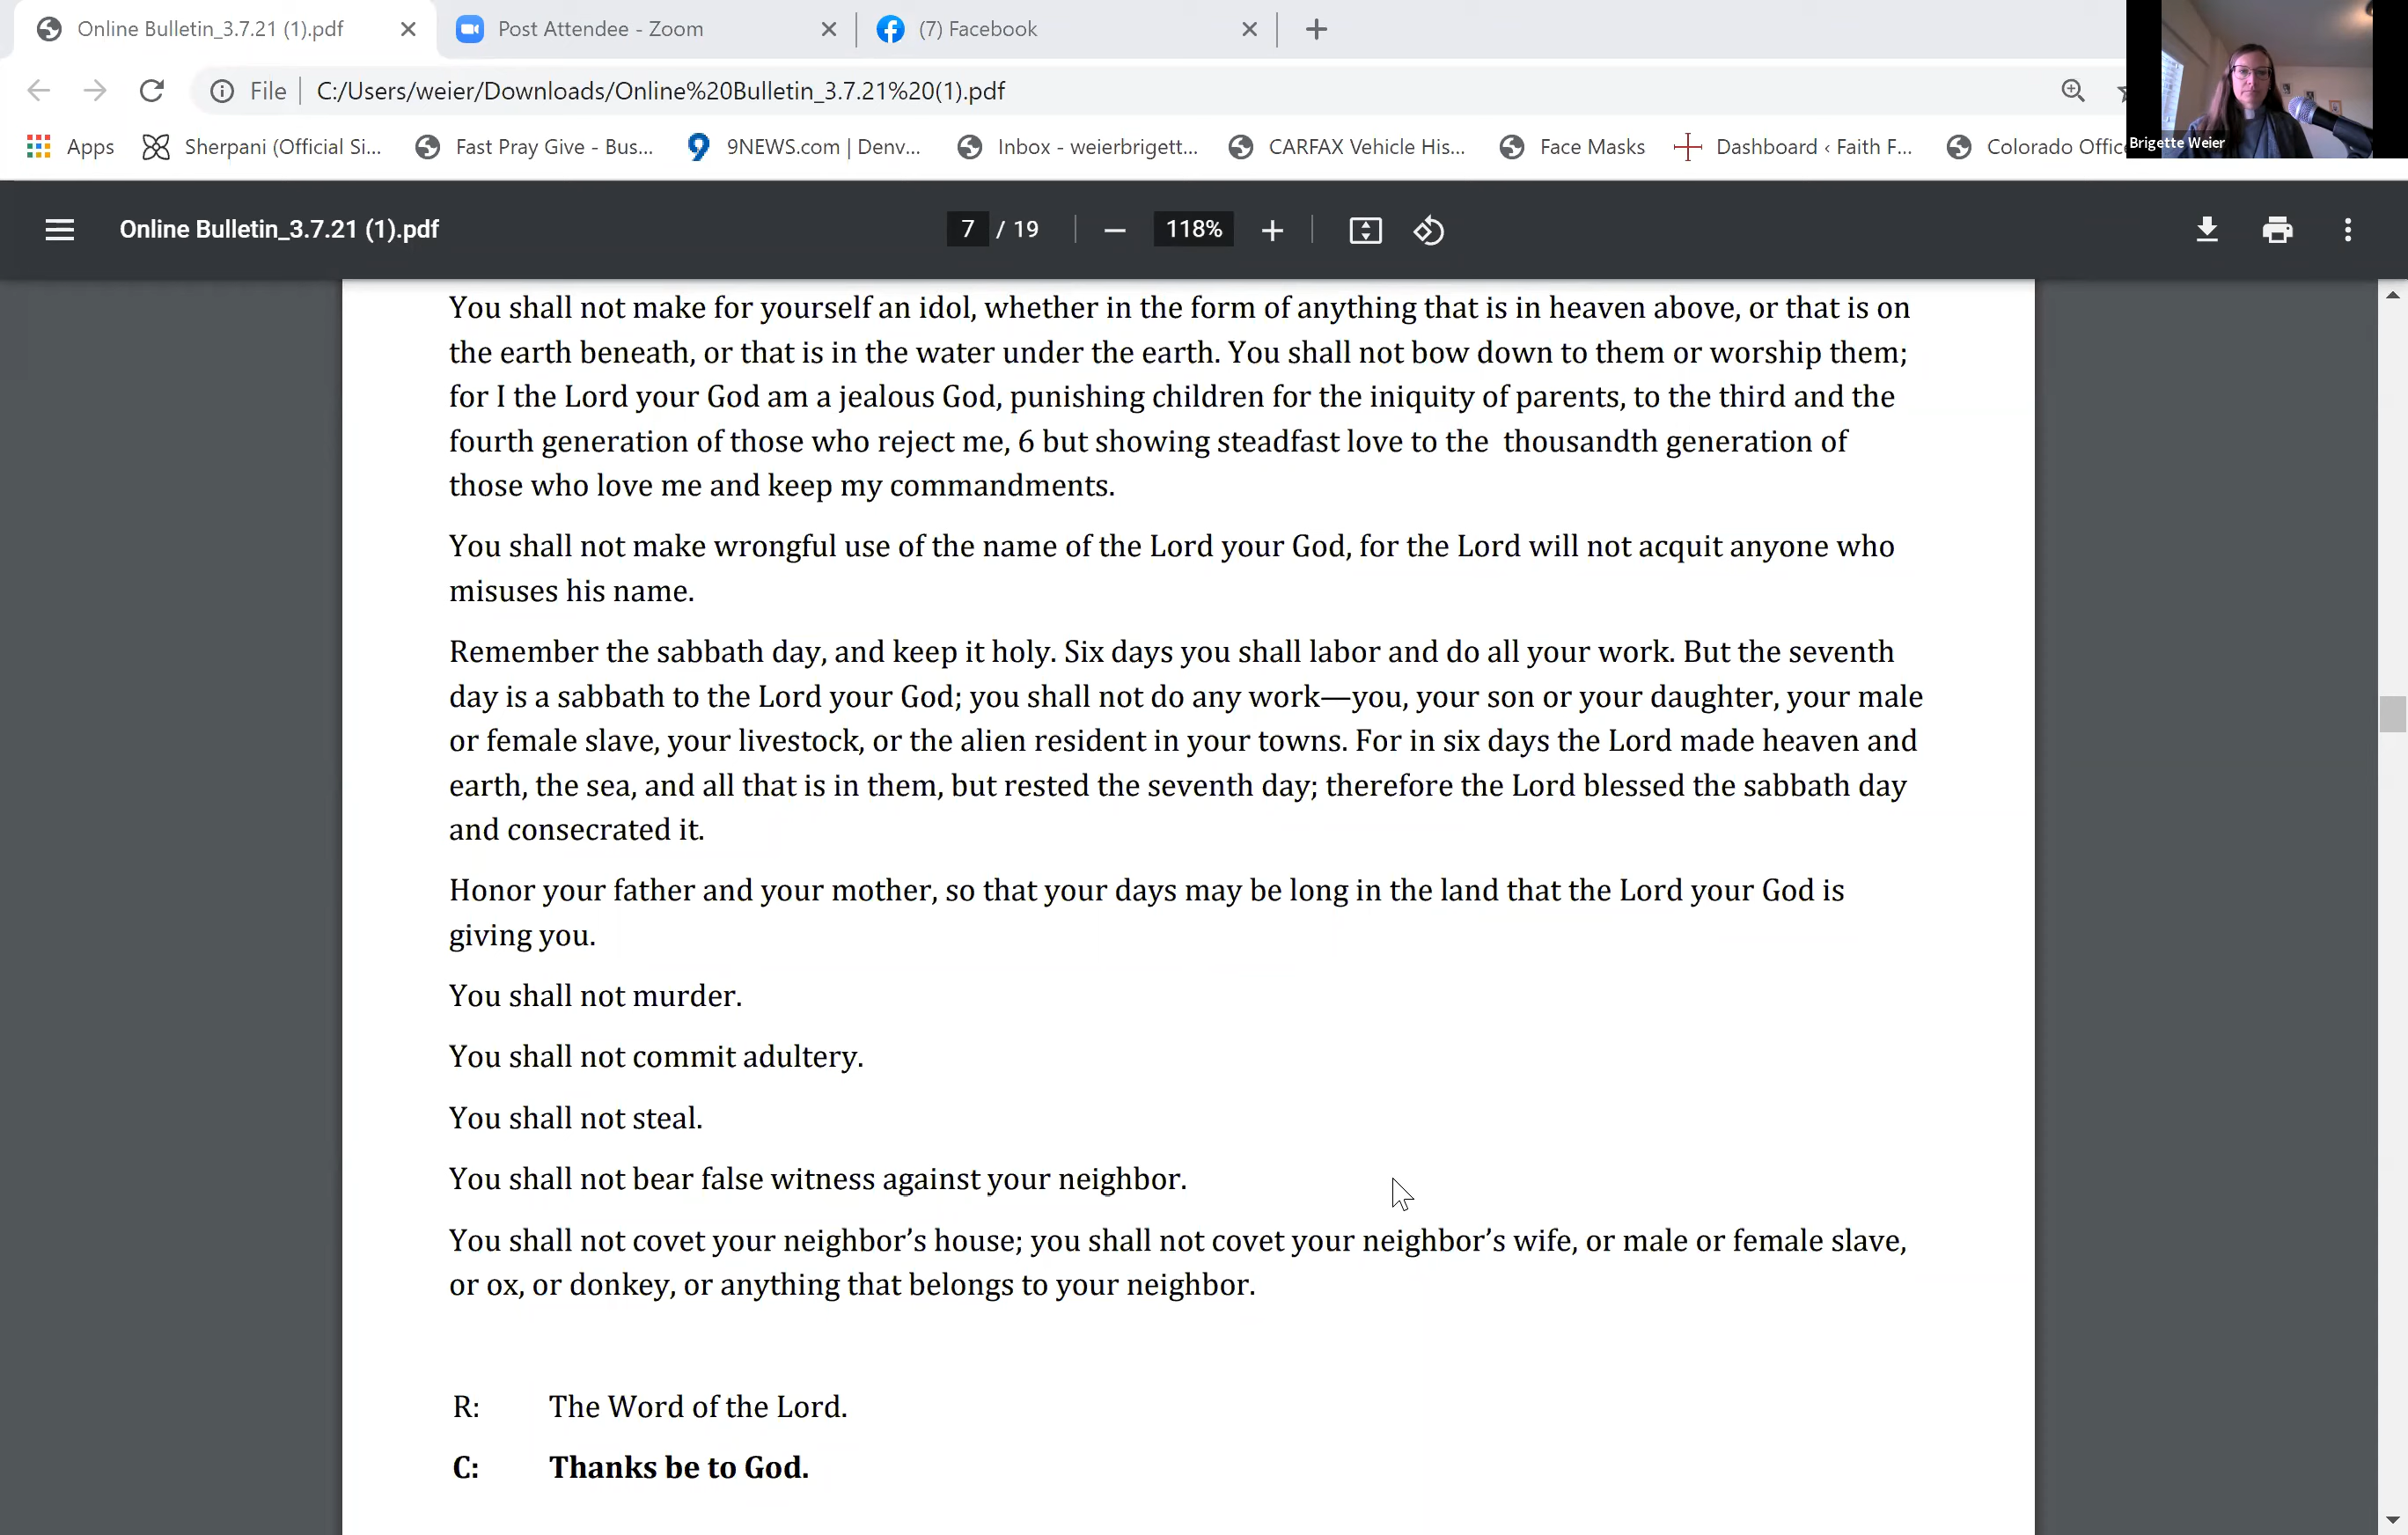 Online Bulletin_3.7.21 (1).pdf
Post Attendee - Zoom
(7) Facebook
File
C:/Users/weier/Downloads/Online%20Bulletin_3.7.21%20(1).pdf
Apps
Sherpani (Official Si...
Fast Pray Give - Bus...
9NEWS.com | Denv...
Inbox - weierbrigett...
CARFAX Vehicle His...
Face Masks
Dashboard ‹ Faith F...
Colorado Offic
Brigette Weier
Online Bulletin_3.7.21 (1).pdf
7 / 19
118%
You shall not make for yourself an idol, whether in the form of anything that is in heaven above, or that is on
the earth beneath, or that is in the water under the earth. You shall not bow down to them or worship them;
for I the Lord your God am a jealous God, punishing children for the iniquity of parents, to the third and the
fourth generation of those who reject me, 6 but showing steadfast love to the  thousandth generation of
those who love me and keep my commandments.
You shall not make wrongful use of the name of the Lord your God, for the Lord will not acquit anyone who
misuses his name.
Remember the sabbath day, and keep it holy. Six days you shall labor and do all your work. But the seventh
day is a sabbath to the Lord your God; you shall not do any work—you, your son or your daughter, your male
or female slave, your livestock, or the alien resident in your towns. For in six days the Lord made heaven and
earth, the sea, and all that is in them, but rested the seventh day; therefore the Lord blessed the sabbath day
and consecrated it.
Honor your father and your mother, so that your days may be long in the land that the Lord your God is
giving you.
You shall not murder.
You shall not commit adultery.
You shall not steal.
You shall not bear false witness against your neighbor.
You shall not covet your neighbor’s house; you shall not covet your neighbor’s wife, or male or female slave,
or ox, or donkey, or anything that belongs to your neighbor.
R: The Word of the Lord.
C: Thanks be to God.